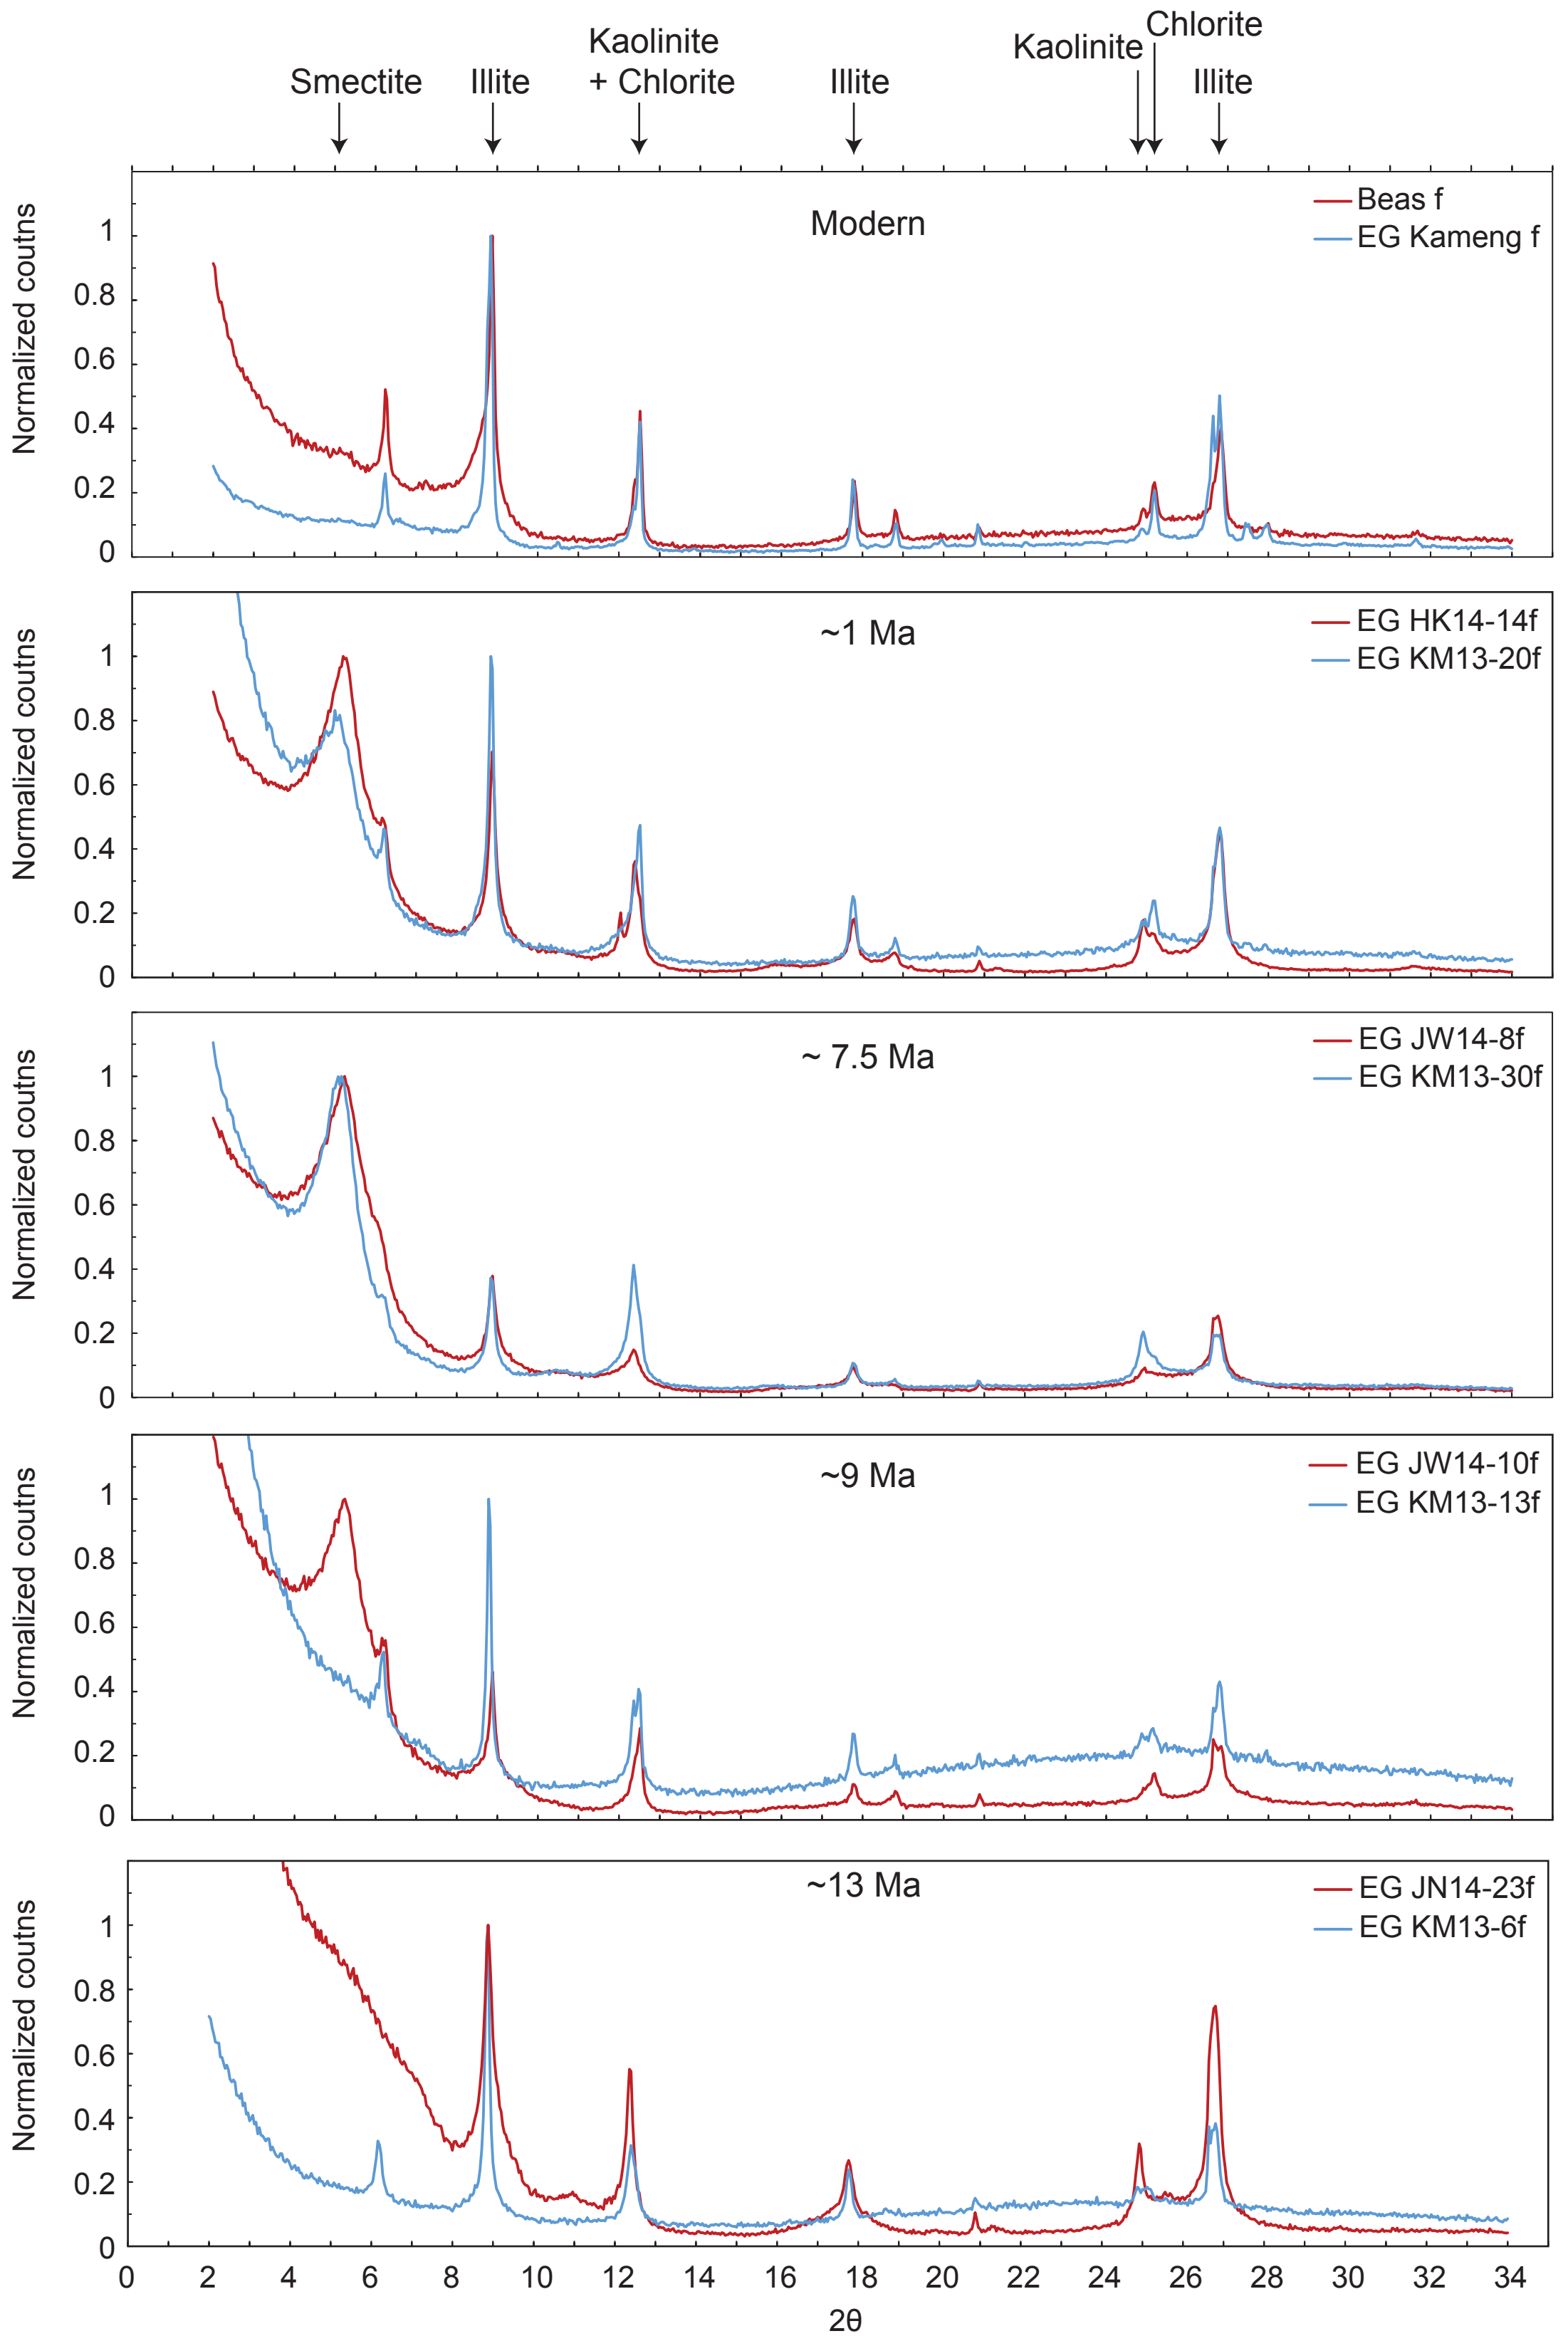 Chlorite
Kaolinite
Kaolinite
+ Chlorite
Smectite
Illite
Illite
Illite
Normalized coutns
Modern
Beas f
EG Kameng f
1
0.8
0.6
0.4
0.2
0
Normalized coutns
~1 Ma
EG HK14-14f
EG KM13-20f
1
0.8
0.6
0.4
0.2
0
Normalized coutns
~ 7.5 Ma
EG JW14-8f
EG KM13-30f
1
0.8
0.6
0.4
0.2
0
Normalized coutns
~9 Ma
EG JW14-10f
EG KM13-13f
1
0.8
0.6
0.4
0.2
0
Normalized coutns
~13 Ma
EG JN14-23f
EG KM13-6f
1
0.8
0.6
0.4
0.2
0
0 2 4 6 8 10 12 14 16 18 20 22 24 26 28 30 32 34
2θ